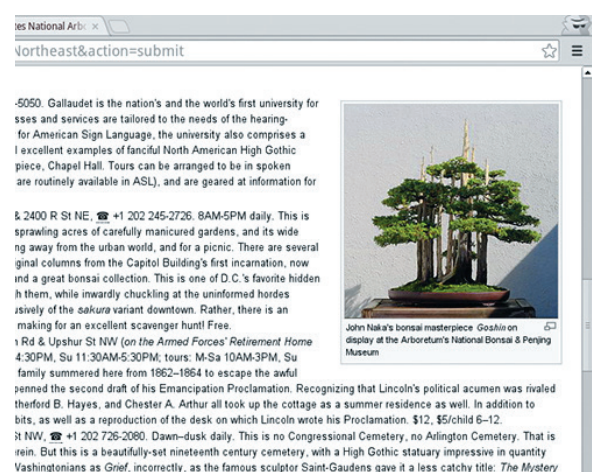 tes National Arb
Northeast&action=submit
-5050. Gallaudet is the nation's and the world's first university for
sses and services are tailored to the needs of the hearing-
for American Sign Language, the university also comprises a
l excellent examples of fanciful North American High Gothic
piece, Chapel Hall. Tours can be arranged to be in spoken
are routinely available in ASL), and are geared at information for
& 2400 R St NE, ☎ +1 202 245-2726. 8AM-5PM daily. This is
sprawling acres of carefully manicured gardens, and its wide
ng away from the urban world, and for a picnic. There are several
iginal columns from the Capitol Building's first incarnation, now
and a great bonsai collection. This is one of D.C.'s favorite hidden
h them, while inwardly chuckling at the uninformed hordes
usively of the sakura variant downtown. Rather, there is an
making for an excellent scavenger hunt! Free.
n Rd & Upshur St NW (on the Armed Forces' Retirement Home
4:30PM, Su 11:30AM-5:30PM; tours: M-Sa 10AM-3PM, Su
family summered here from 1862–1864 to escape the awful
penned the second draft of his Emancipation Proclamation. Recognizing that Lincoln's political acumen was rivaled
therford B. Hayes, and Chester A. Arthur all took up the cottage as a summer residence as well. In addition to
bits, as well as a reproduction of the desk on which Lincoln wrote his Proclamation. $12, $5/child 6–12.
St NW, ☎ +1 202 726-2080. Dawn–dusk daily. This is no Congressional Cemetery, no Arlington Cemetery. That is
rein. But this is a beautifully-set nineteenth century cemetery, with a High Gothic statuary impressive in quantity
Washingtonians as Grief, incorrectly, as the famous sculptor Saint-Gaudens gave it a less catchy title: The Mystery
John Naka's bonsai masterpiece Goshin on
display at the Arboretum's National Bonsai & Penjing
Museum